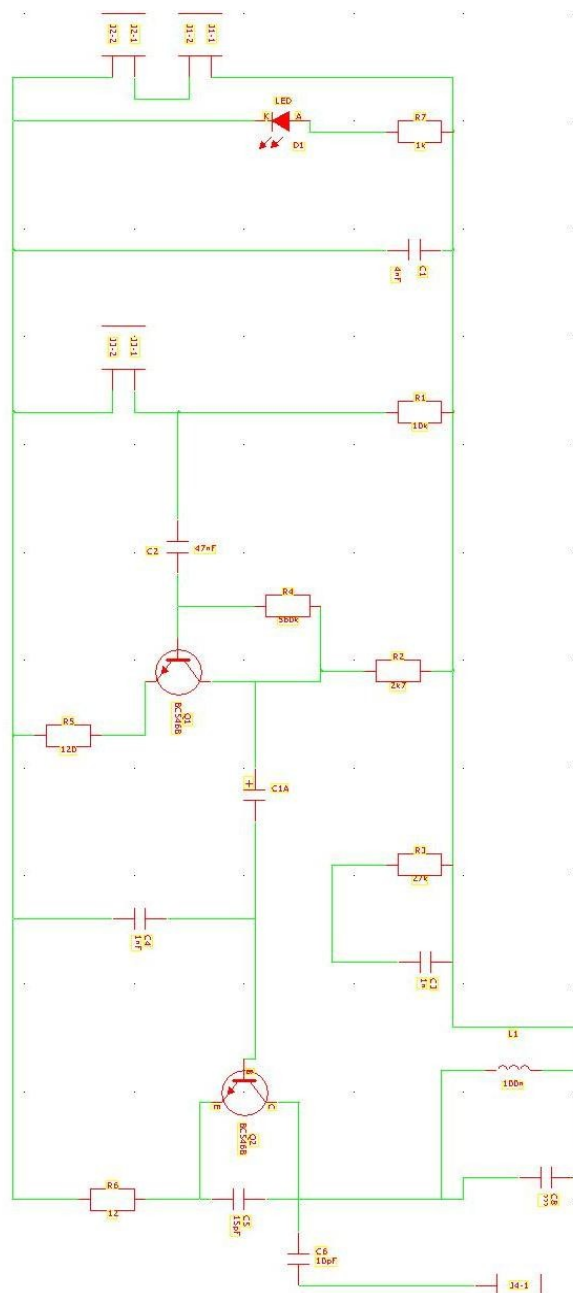 J2-2
J2-1
J1-2
J1-1
LED
K
A
D1
R7
1k
C1
4nF
J3-2
J3-1
R1
10k
C2
47nF
R4
560k
R2
2k7
Q1
BC546B
R5
120
+
C1A
R3
27k
C4
1nF
C3
1n
L1
100n
B
E
C
Q2
BC546B
R6
12
C5
15pF
C8
???
C6
10pF
J4-1